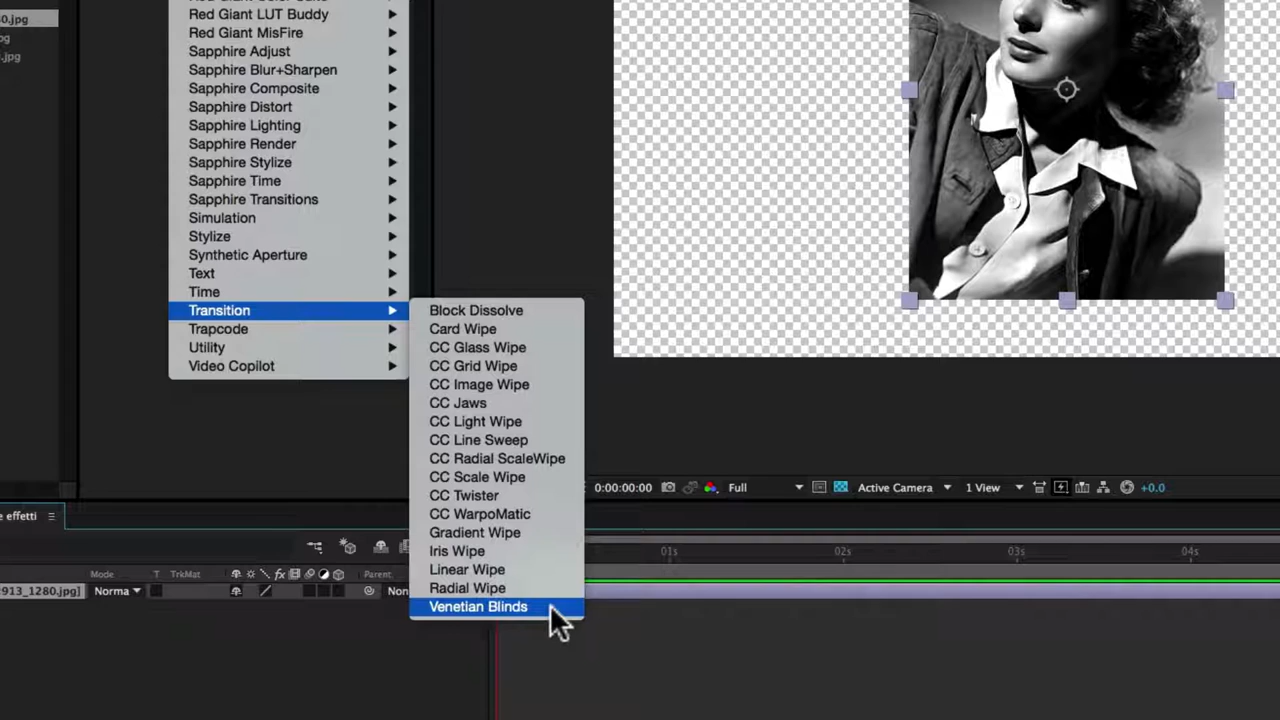 0.jpg
pg
.jpg
Red Giant LUT Buddy
Red Giant MisFire
Sapphire Adjust
Sapphire Blur+Sharpen
Sapphire Composite
Sapphire Distort
Sapphire Lighting
Sapphire Render
Sapphire Stylize
Sapphire Time
Sapphire Transitions
Simulation
Stylize
Synthetic Aperture
Text
Time
Transition
Trapcode
Utility
Video Copilot
Block Dissolve
Card Wipe
CC Glass Wipe
CC Grid Wipe
CC Image Wipe
CC Jaws
CC Light Wipe
CC Line Sweep
CC Radial ScaleWipe
CC Scale Wipe
CC Twister
CC WarpoMatic
Gradient Wipe
Iris Wipe
Linear Wipe
Radial Wipe
Venetian Blinds
0:00:00:00 Full Active Camera 1 View +0.0
e effetti
01s 02s 03s 04s
Mode T TrkMat fx Parent
913_1280.jpg] Norma Non